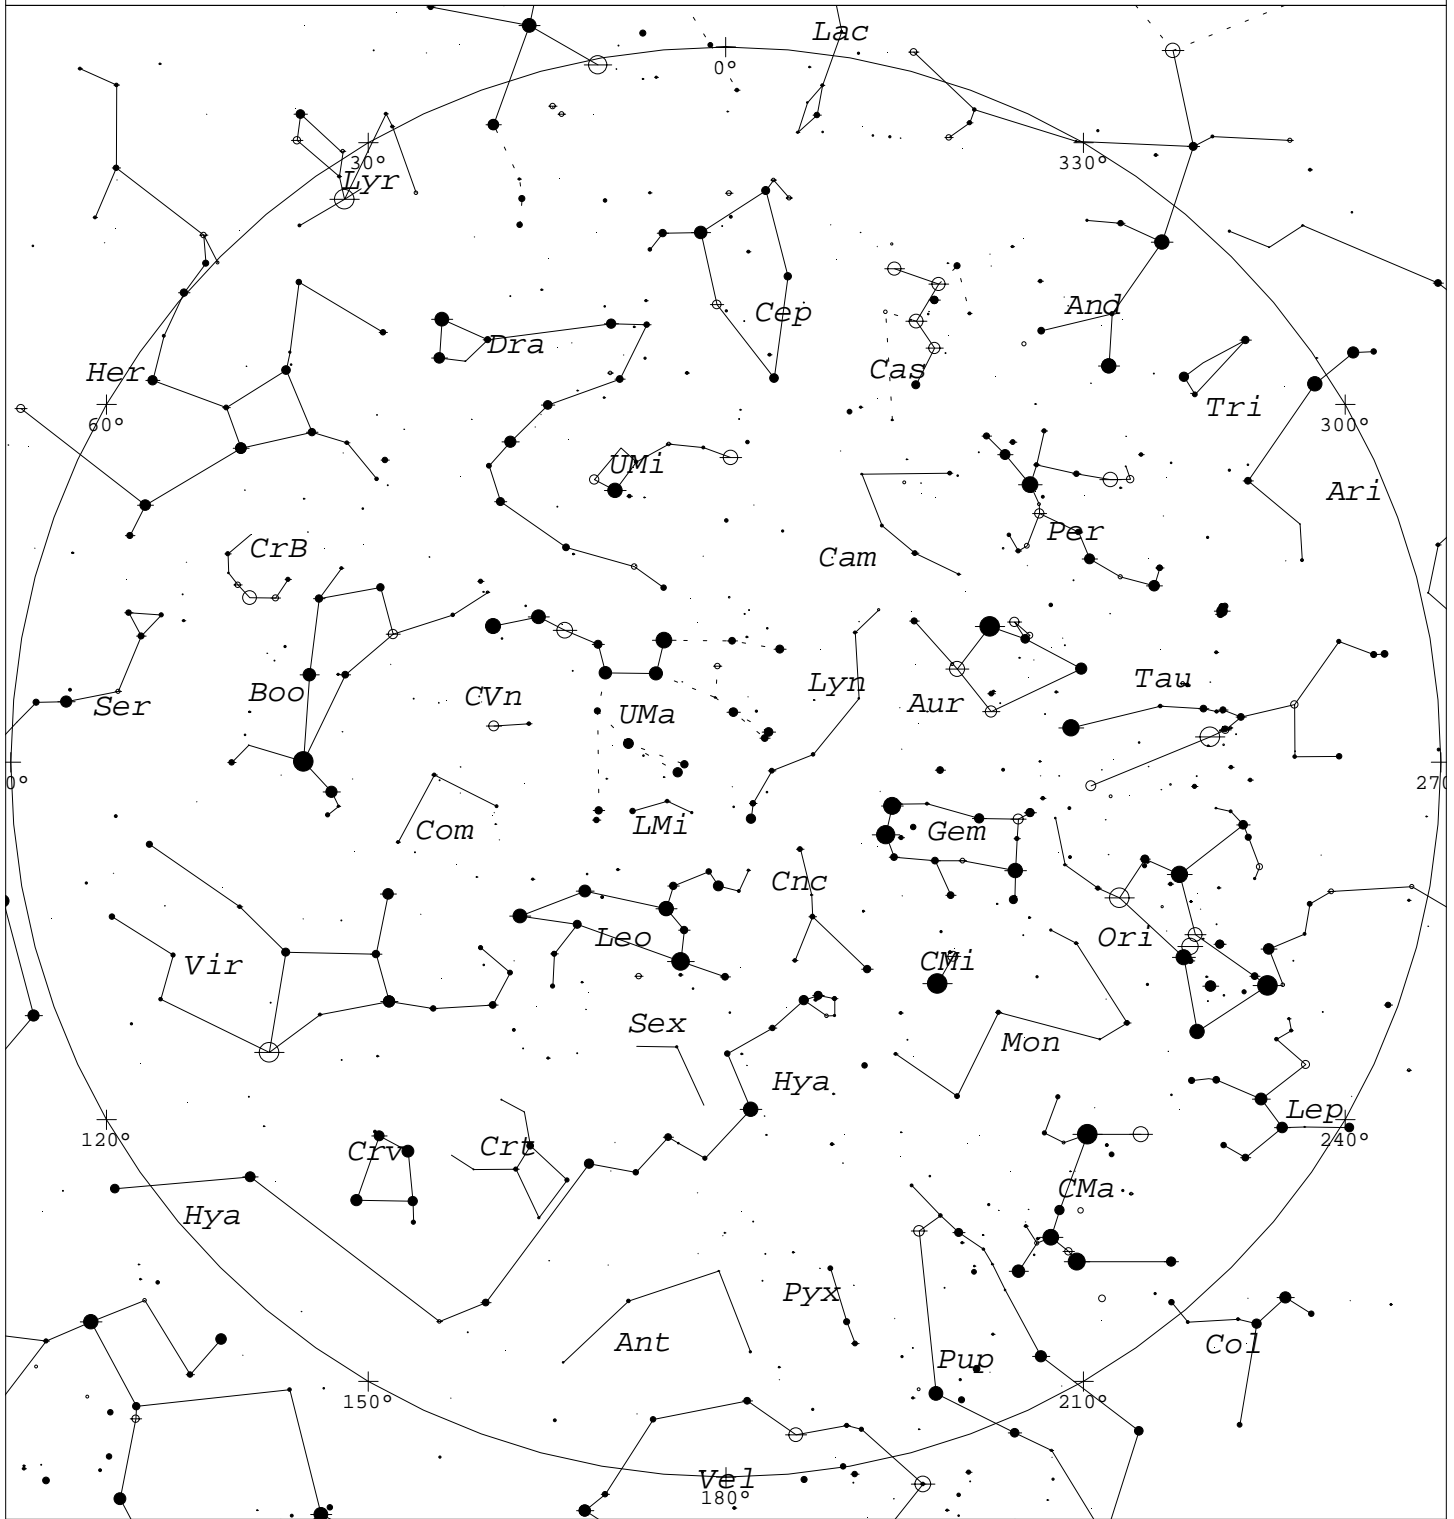 Lac
0°
30°
330°
Lyr
And
Cep
Dra
Cas
Her
Tri
60°
300°
UMi
Ari
Per
CrB
Cam
Tau
Lyn
Boo
CVn
Aur
Ser
UMa
0°
270
LMi
Com
Gem
Cnc
Leo
Ori
Vir
CMi
Sex
Mon
Hya
Lep
120°
240°
Crv
Crt
CMa
Hya
Pyx
Ant
Col
Pup
150°
210°
Vel
180°